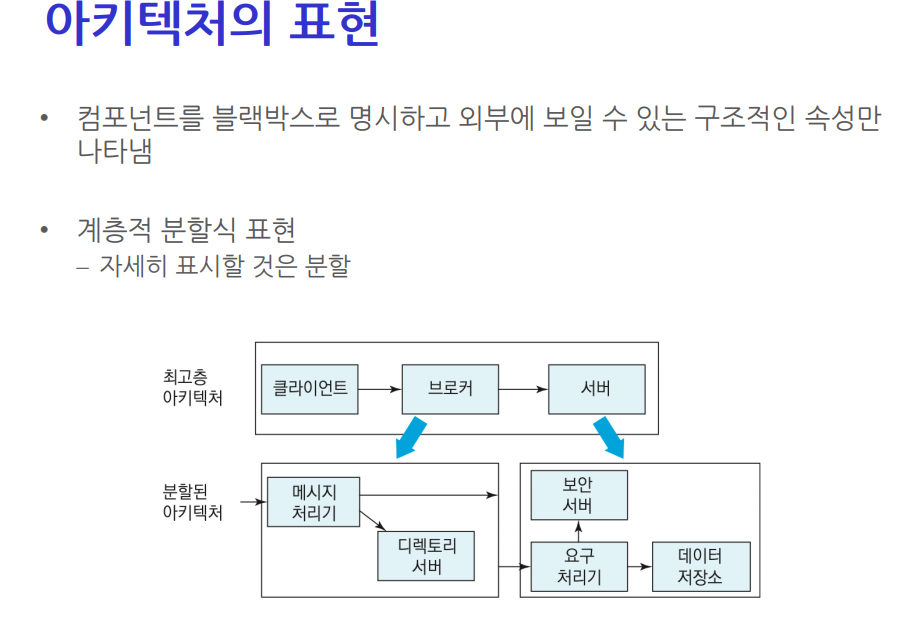 아키텍처의 표현
• 컴포넌트를 블랙박스로 명시하고 외부에 보일 수 있는 구조적인 속성만
나타냄
• 계층적 분할식 표현
– 자세히 표시할 것은 분할
최고층
아키텍처
클라이언트
브로커
서버
분할된
아키텍처
메시지
처리기
디렉토리
서버
보안
서버
요구
처리기
데이터
저장소